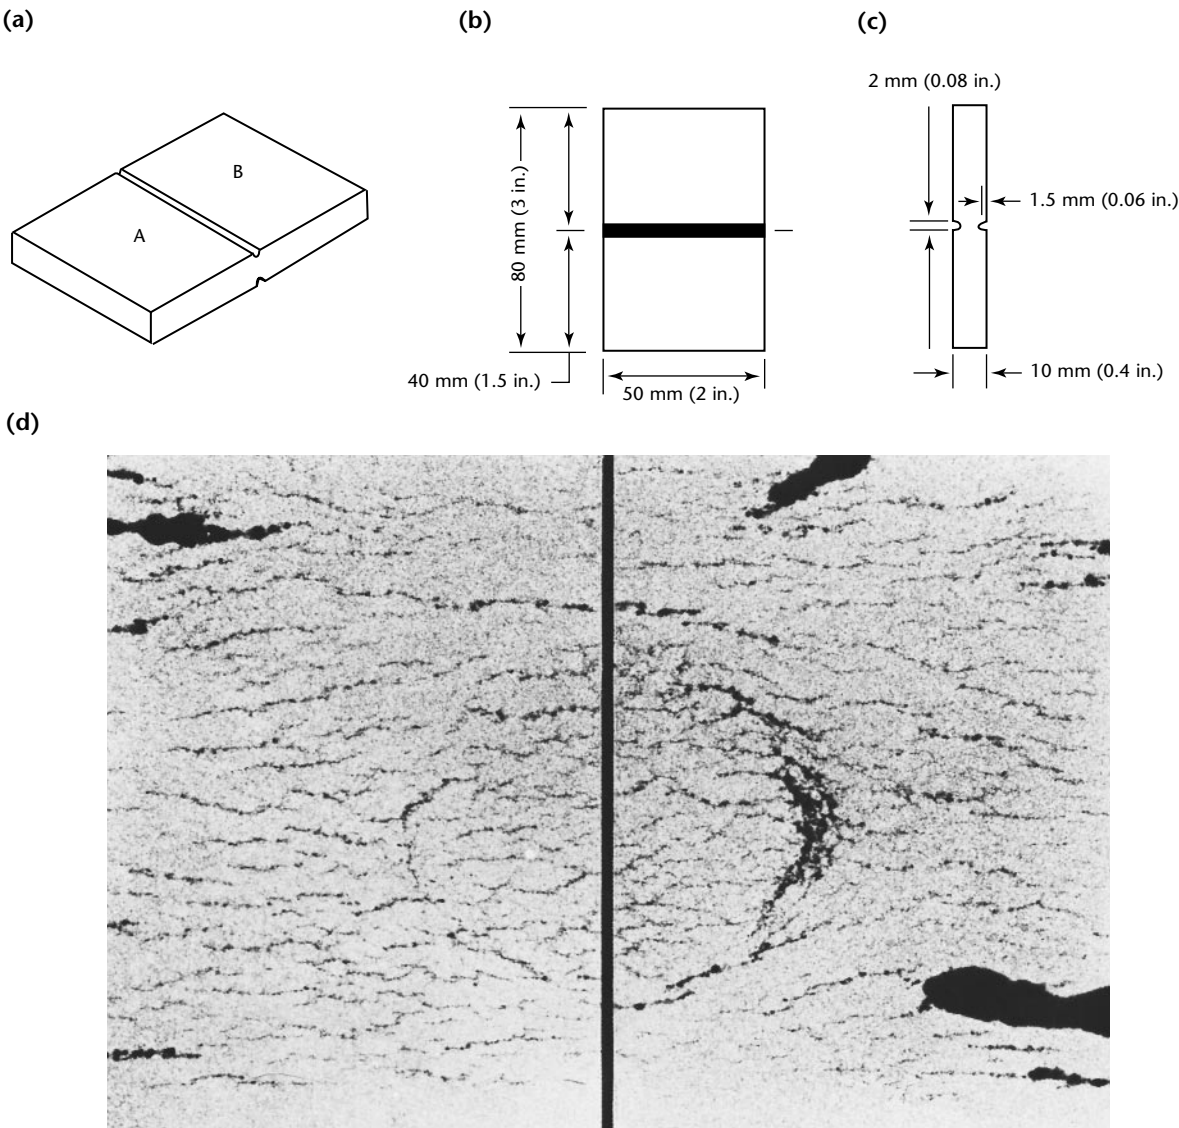 (a)
(b)
(c)
A
B
80 mm (3 in.)
40 mm (1.5 in.)
50 mm (2 in.)
2 mm (0.08 in.)
1.5 mm (0.06 in.)
10 mm (0.4 in.)
(d)